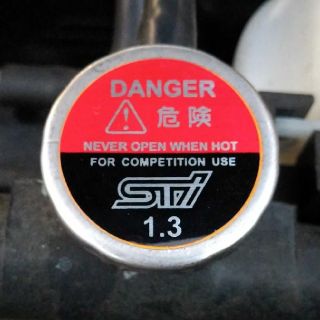 DANGER
危険
NEVER OPEN WHEN HOT
FOR COMPETITION USE
STi
1.3